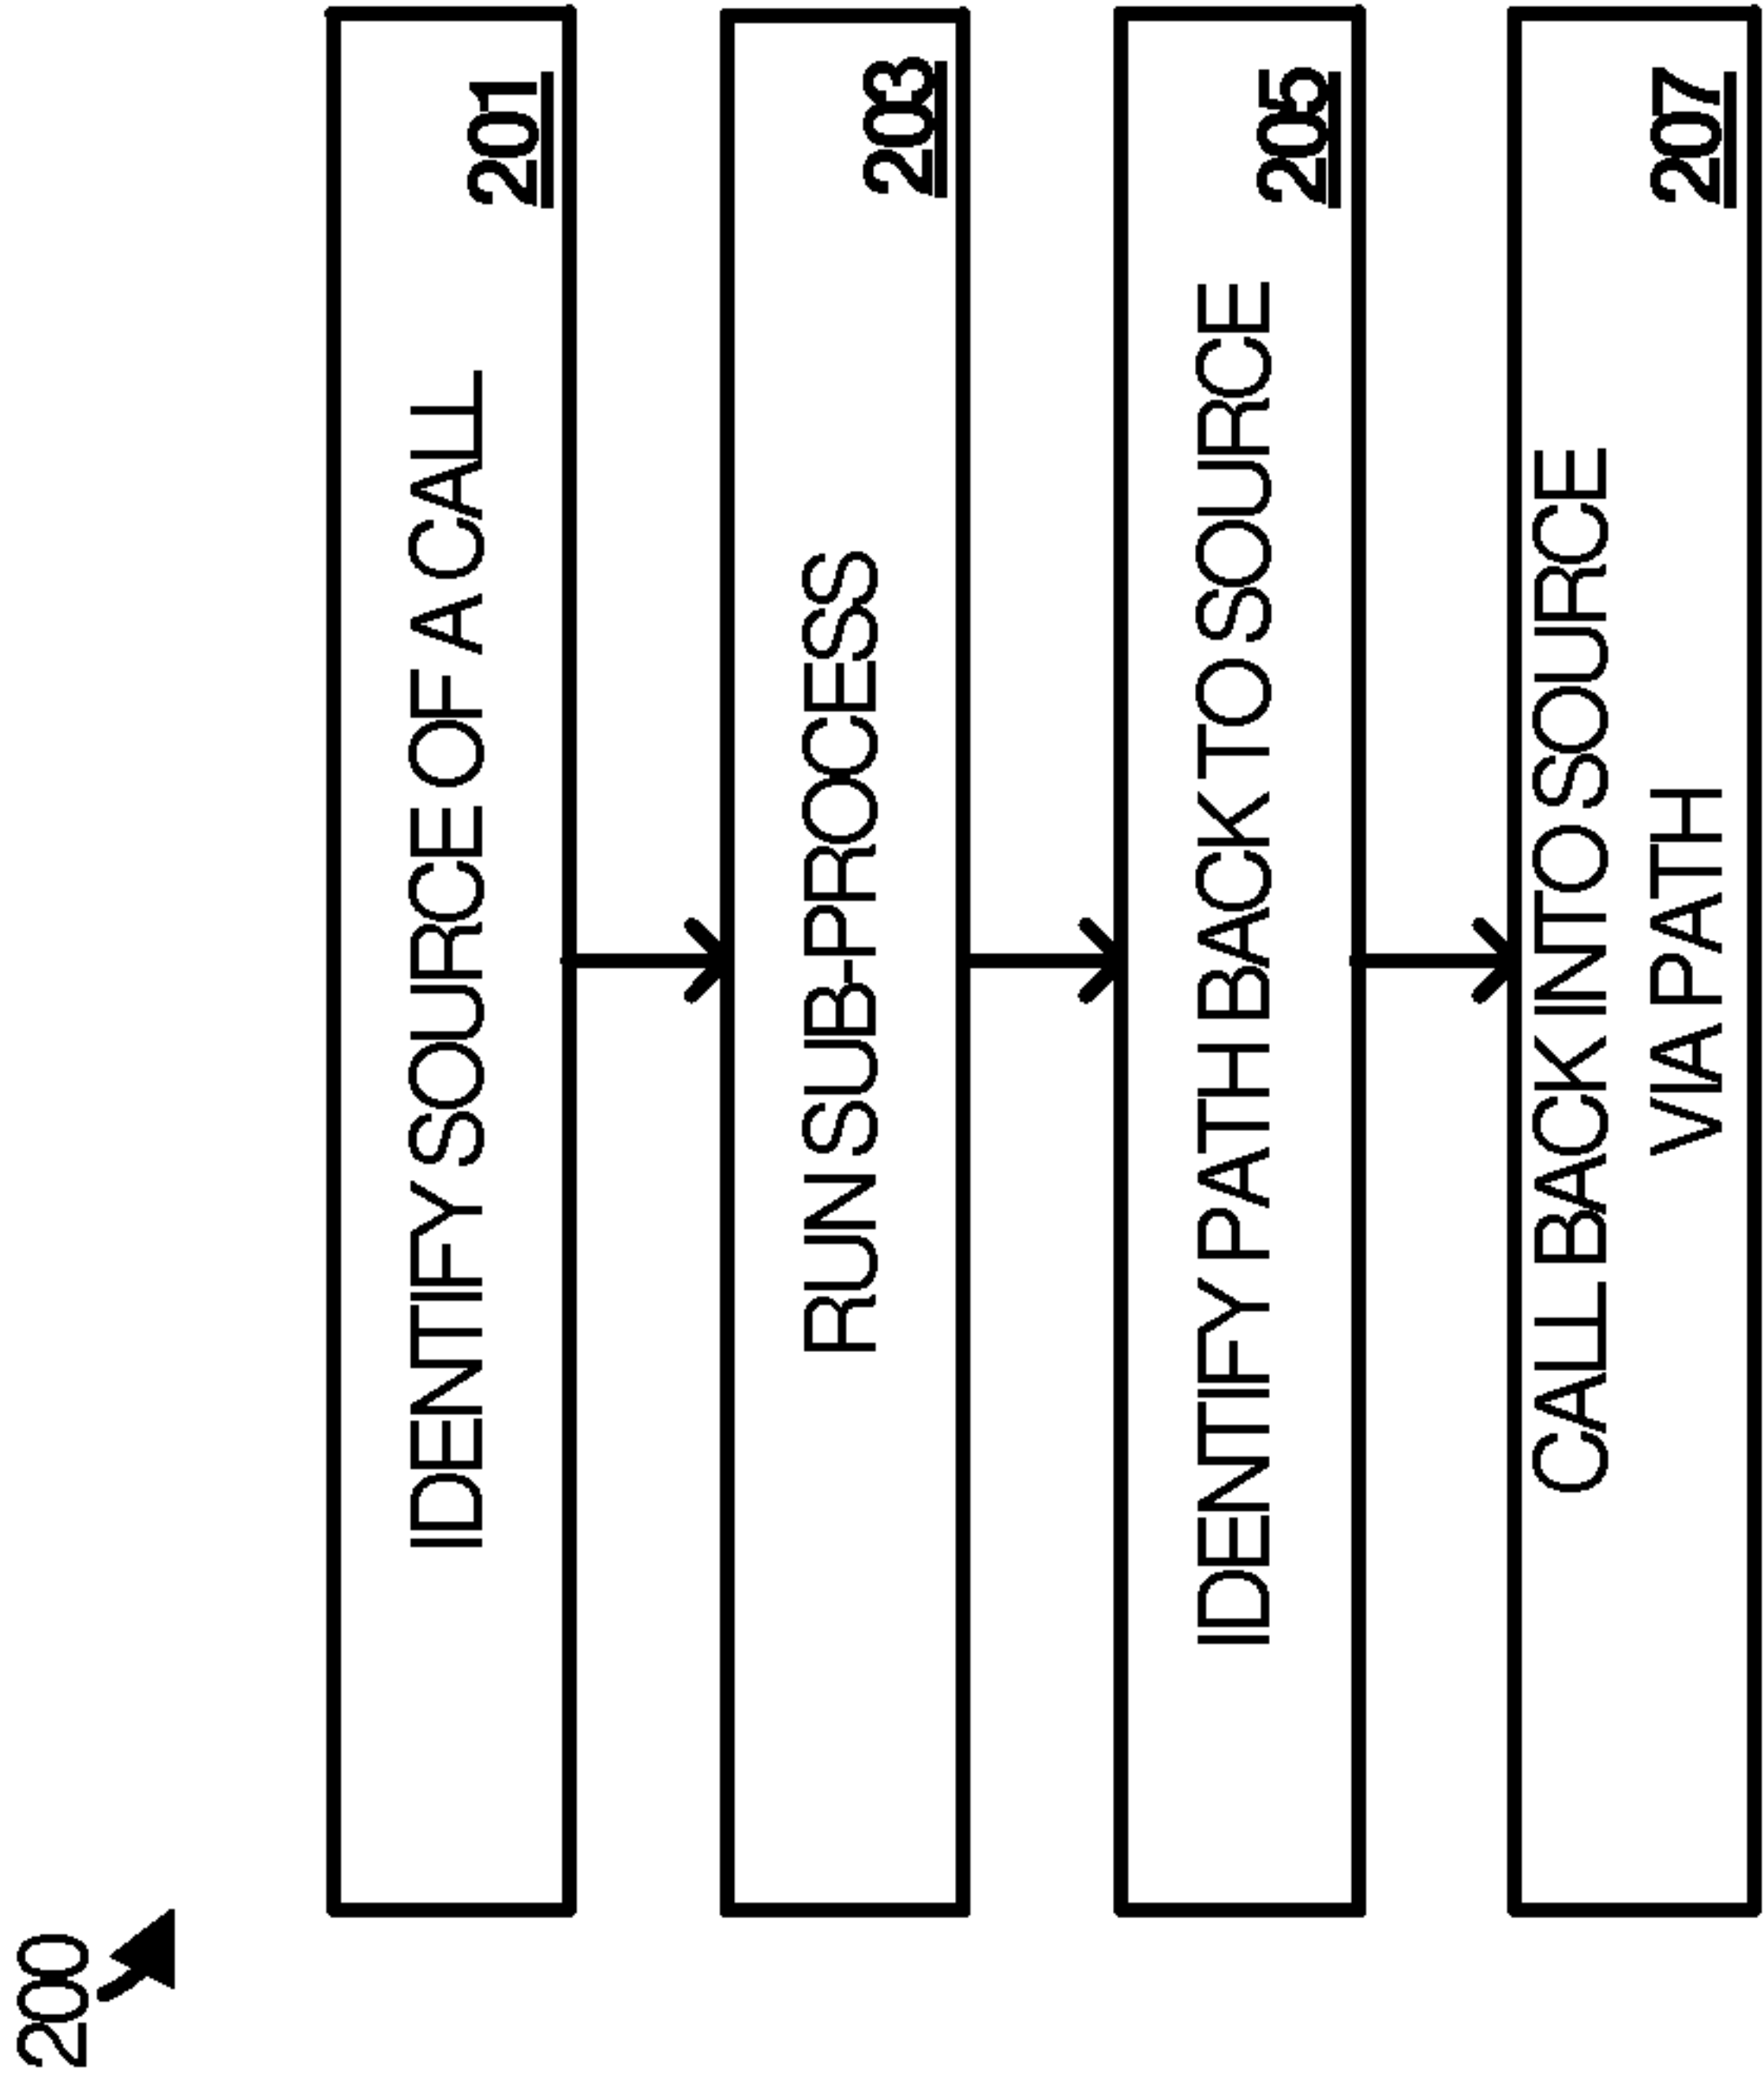 200
IDENTIFY SOURCE OF A CALL
201
RUN SUB-PROCESS
203
IDENTIFY PATH BACK TO SOURCE
205
CALL BACK INTO SOURCE
VIA PATH
207